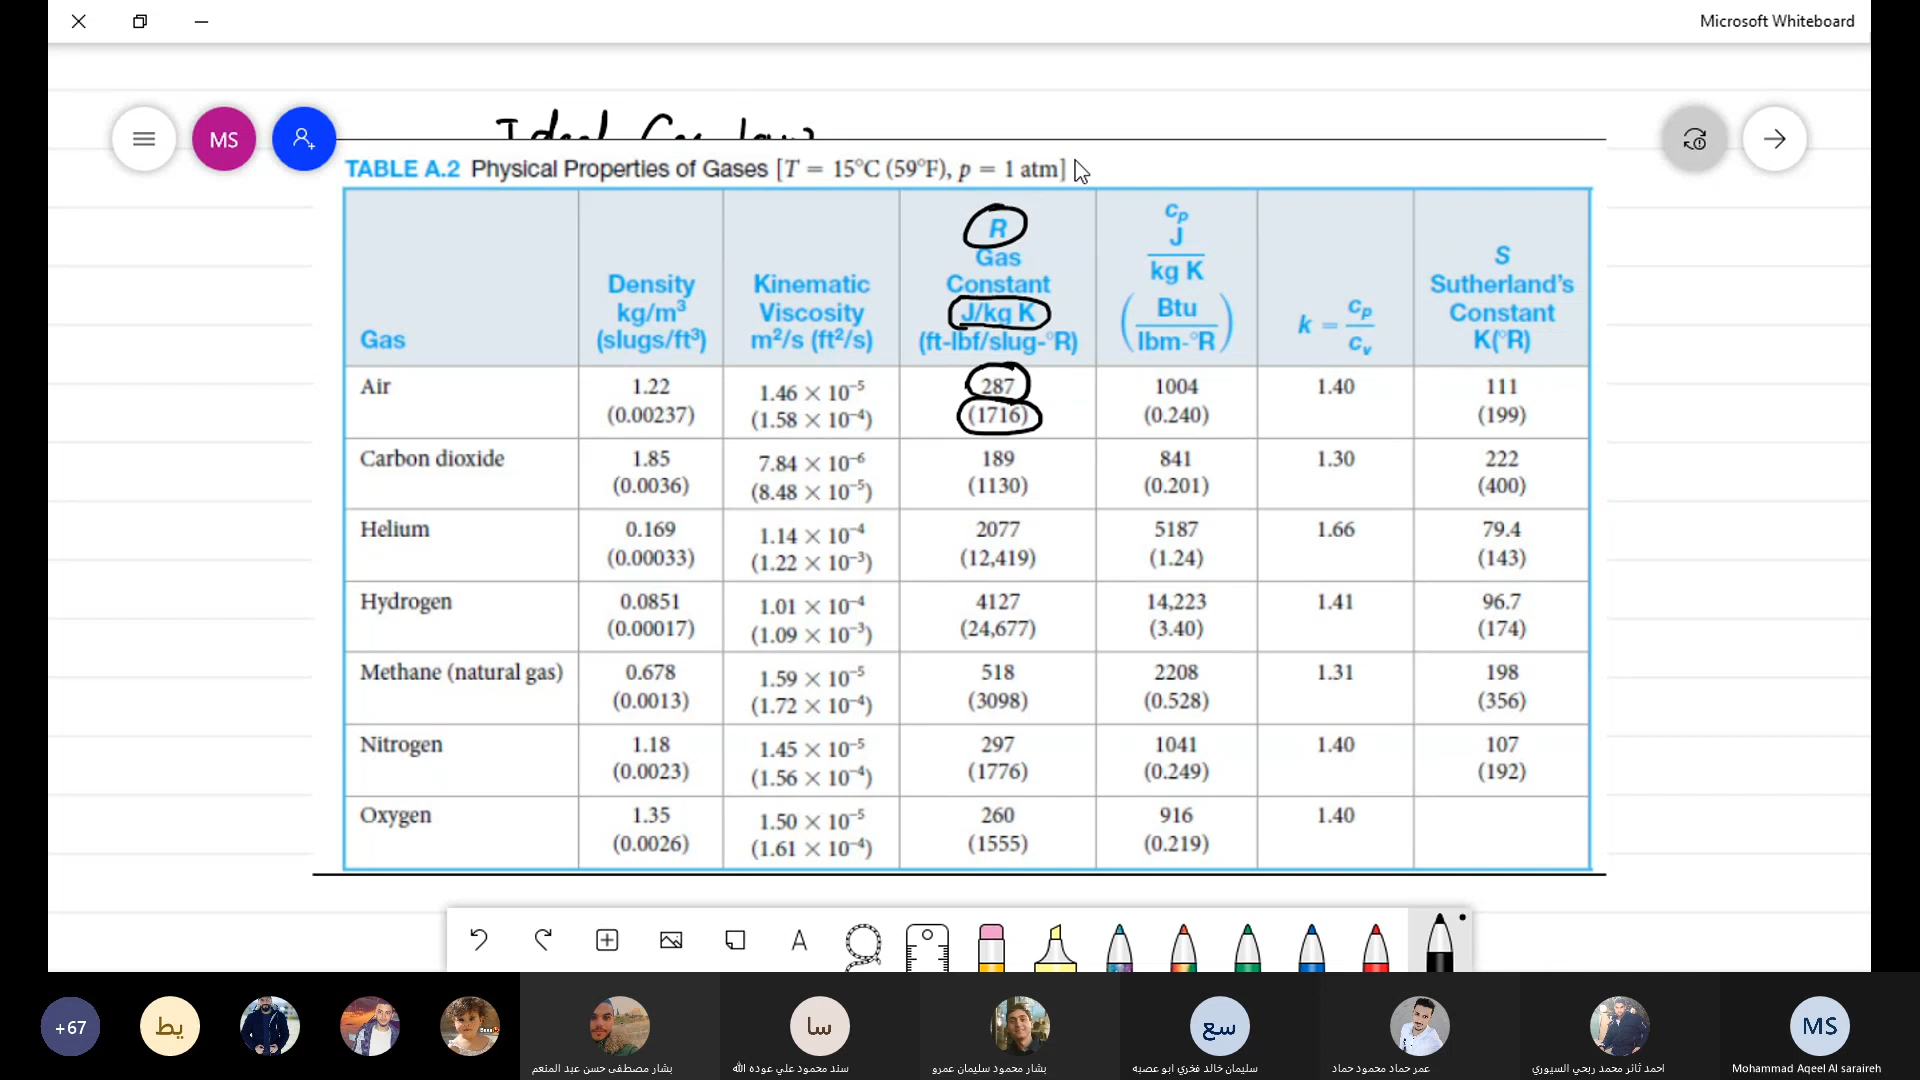 Microsoft Whiteboard
Ideal Gas law
MS
TABLE A.2 Physical Properties of Gases [T = 15°C (59°F), p = 1 atm]
Gas
Density
kg/m³
(slugs/ft³)
Kinematic
Viscosity
m²/s (ft²/s)
R
Gas
Constant
J/kg K
(ft-lbf/slug-°R)
cp
J
kg K
(Btu
lbm-°R)
k = cp
cv
S
Sutherland's
Constant
K(°R)
Air 1.22 1.46 × 10⁻⁵ 287 1004 1.40 111
(0.00237) (1.58 × 10⁻⁴) (1716) (0.240) (199)
Carbon dioxide 1.85 7.84 × 10⁻⁶ 189 841 1.30 222
(0.0036) (8.48 × 10⁻⁵) (1130) (0.201) (400)
Helium 0.169 1.14 × 10⁻⁴ 2077 5187 1.66 79.4
(0.00033) (1.22 × 10⁻³) (12,419) (1.24) (143)
Hydrogen 0.0851 1.01 × 10⁻⁴ 4127 14,223 1.41 96.7
(0.00017) (1.09 × 10⁻³) (24,677) (3.40) (174)
Methane (natural gas) 0.678 1.59 × 10⁻⁵ 518 2208 1.31 198
(0.0013) (1.72 × 10⁻⁴) (3098) (0.528) (356)
Nitrogen 1.18 1.45 × 10⁻⁵ 297 1041 1.40 107
(0.0023) (1.56 × 10⁻⁴) (1776) (0.249) (192)
Oxygen 1.35 1.50 × 10⁻⁵ 260 916 1.40
(0.0026) (1.61 × 10⁻⁴) (1555) (0.219)
+67
يط
سا
سع
MS
بشار مصطفى حسن عبد المنعم
سند محمود علي عوده الله
بشار محمود سليمان عمرو
سليمان خالد فخري ابو عصبه
عمر حماد محمود حماد
احمد ثائر محمد ربحي السيوري
Mohammad Aqeel Al saraireh